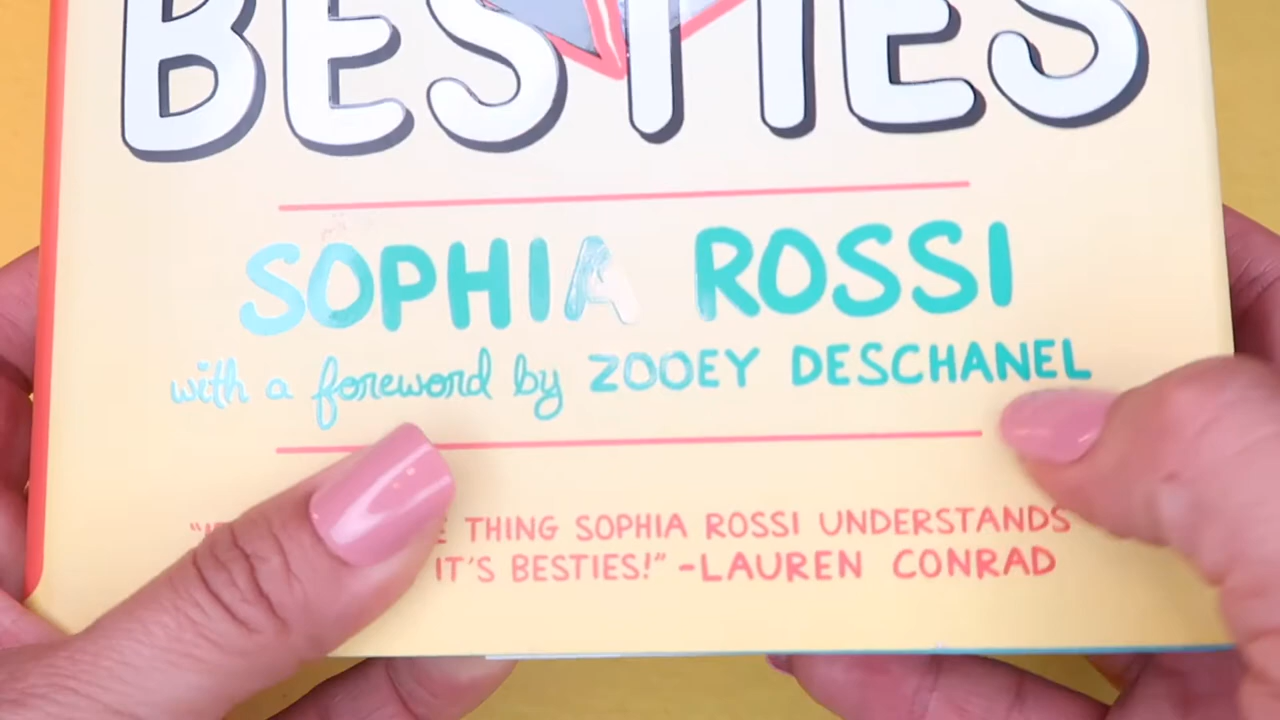 BESTIES
SOPHIA ROSSI
with a foreword by ZOOEY DESCHANEL
THING SOPHIA ROSSI UNDERSTANDS
IT'S BESTIES!" -LAUREN CONRAD